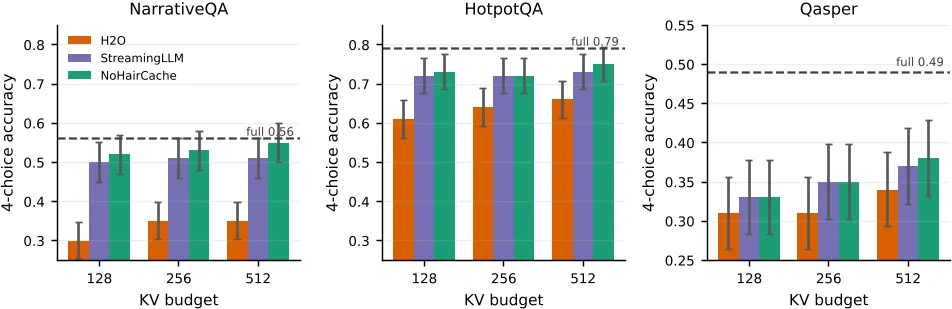 NarrativeQA
4-choice accuracy
0.8
0.7
0.6
0.5
0.4
0.3
H2O
StreamingLLM
NoHairCache
full 0.56
128
256
512
KV budget
HotpotQA
4-choice accuracy
0.8
0.7
0.6
0.5
0.4
0.3
full 0.79
128
256
512
KV budget
Qasper
4-choice accuracy
0.55
0.50
0.45
0.40
0.35
0.30
0.25
full 0.49
128
256
512
KV budget